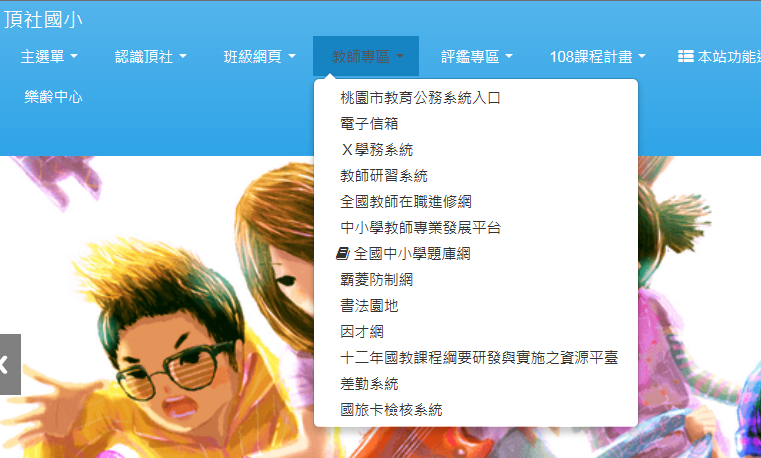 頂社國小
主選單 認識頂社 班級網頁 教師專區 評鑑專區 108課程計畫 本站功能
樂齡中心
桃園市教育公務系統入口
電子信箱
X學務系統
教師研習系統
全國教師在職進修網
中小學教師專業發展平台
全國中小學題庫網
霸菱防制網
書法園地
因才網
十二年國教課程綱要研發與實施之資源平臺
差勤系統
國旅卡檢核系統